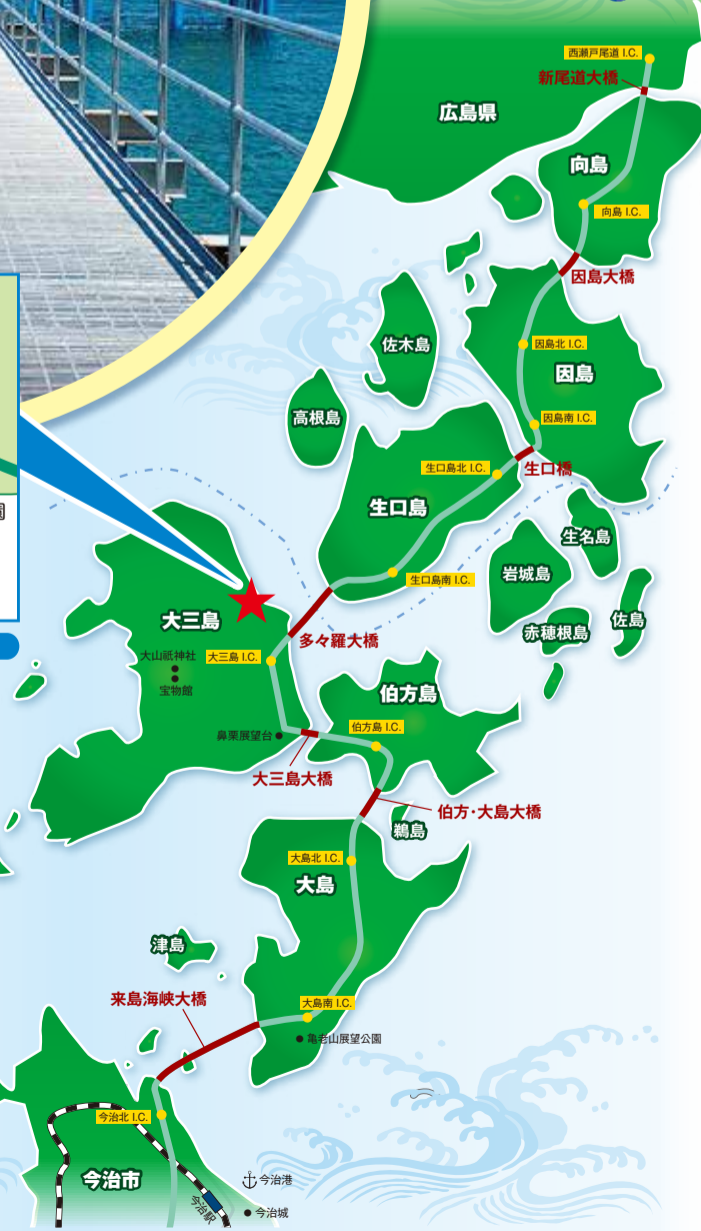 西瀬戸尾道 I.C.
新尾道大橋
広島県
向島
向島 I.C.
因島大橋
佐木島
因島北 I.C.
因島
高根島
因島南 I.C.
生口島北 I.C.
生口橋
生口島
生名島
岩城島
生口島南 I.C.
佐島
赤穂根島
大三島
多々羅大橋
大山祇神社
大三島 I.C.
宝物館
伯方島
鼻栗展望台
伯方島 I.C.
大三島大橋
伯方・大島大橋
鵜島
大島北 I.C.
大島
津島
来島海峡大橋
大島南 I.C.
亀老山展望公園
今治北 I.C.
今治市
今治港
今治駅
今治城